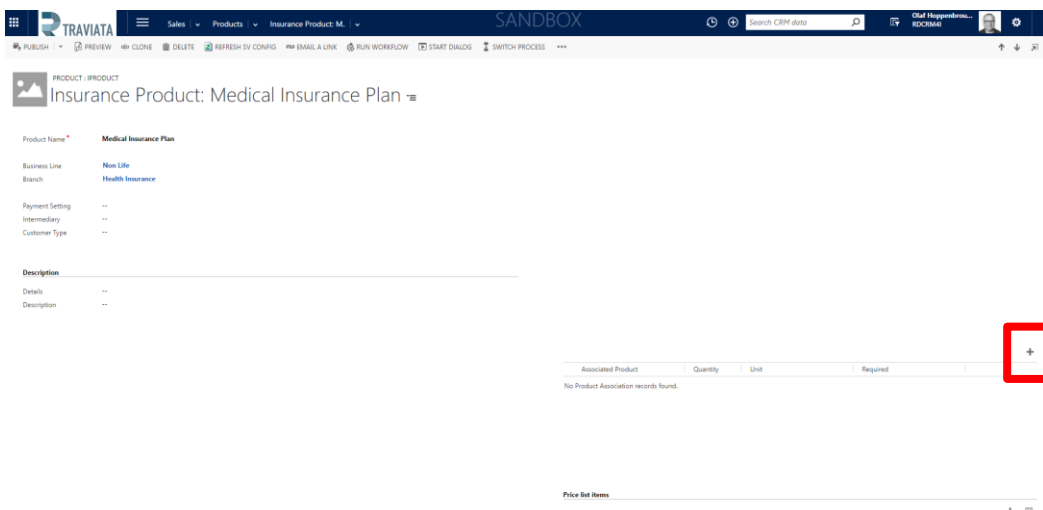 TRAVIATA
Sales
Products
Insurance Product: M.
SANDBOX
Search CRM data
Olaf Hoppenbrou...
RDCRM4I
PUBLISH
PREVIEW
CLONE
DELETE
REFRESH SV CONFIG
EMAIL A LINK
RUN WORKFLOW
START DIALOG
SWITCH PROCESS
PRODUCT : IPRODUCT
Insurance Product: Medical Insurance Plan
Product Name*
Medical Insurance Plan
Business Line
Non Life
Branch
Health Insurance
Payment Setting
--
Intermediary
--
Customer Type
--
Description
Details
--
Description
--
Associated Product
Quantity
Unit
Required
No Product Association records found.
Price list items